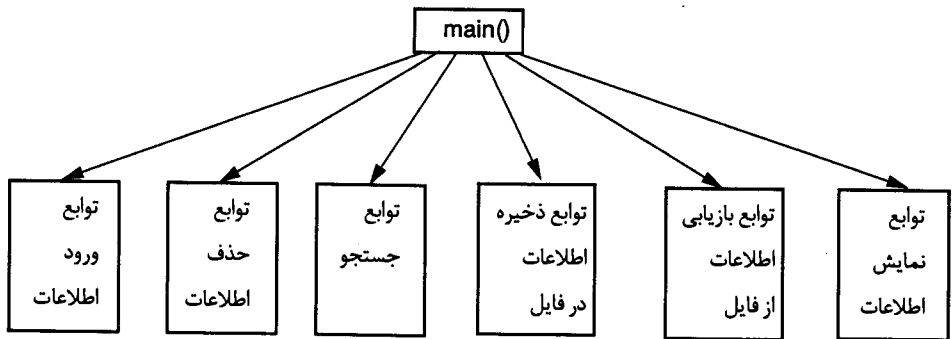 main()
توابع
ورود
اطلاعات
توابع
حذف
اطلاعات
توابع
جستجو
توابع ذخیره
اطلاعات
در فایل
توابع بازیابی
اطلاعات
از فایل
توابع
نمایش
اطلاعات